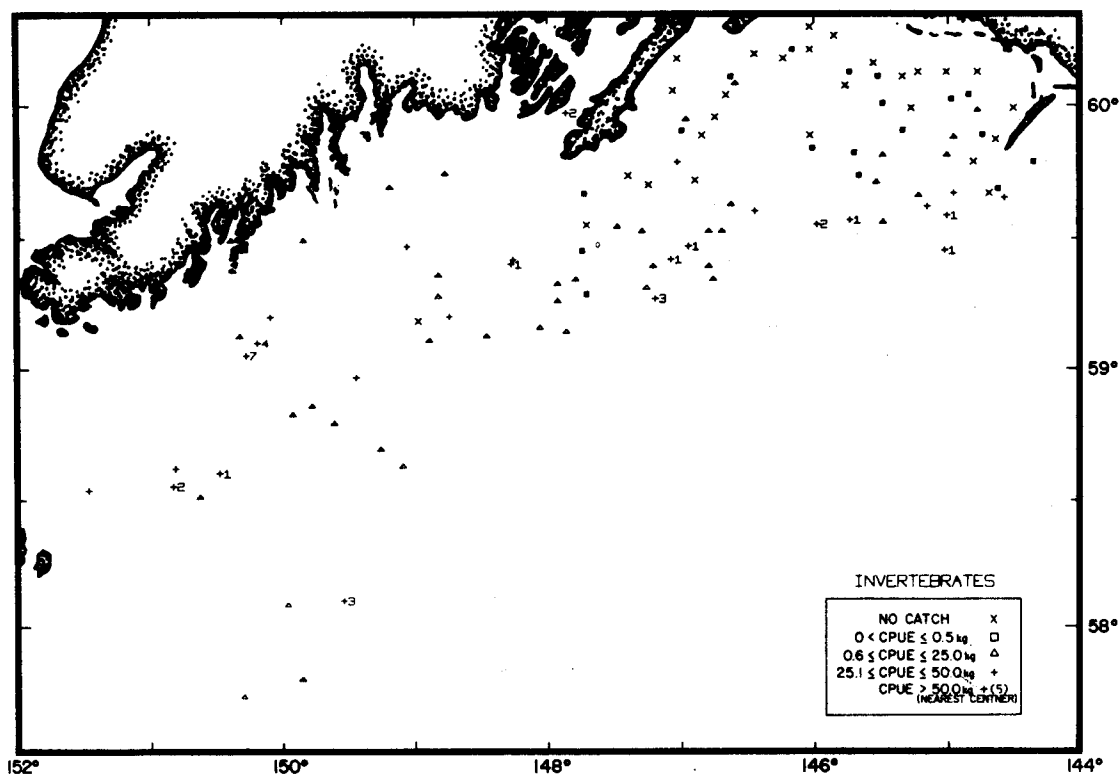 60°
+2
+1
+1
+2
+1
+1
+1
+1
+3
+4
+7
59°
+1
+2
+3
INVERTEBRATES
NO CATCH x
0 < CPUE ≤ 0.5 kg □
0.6 ≤ CPUE ≤ 25.0 kg △
25.1 ≤ CPUE ≤ 50.0 kg +
CPUE > 50.0 kg +(5)
(NEAREST CENTNER)
58°
152° 150° 148° 146° 144°